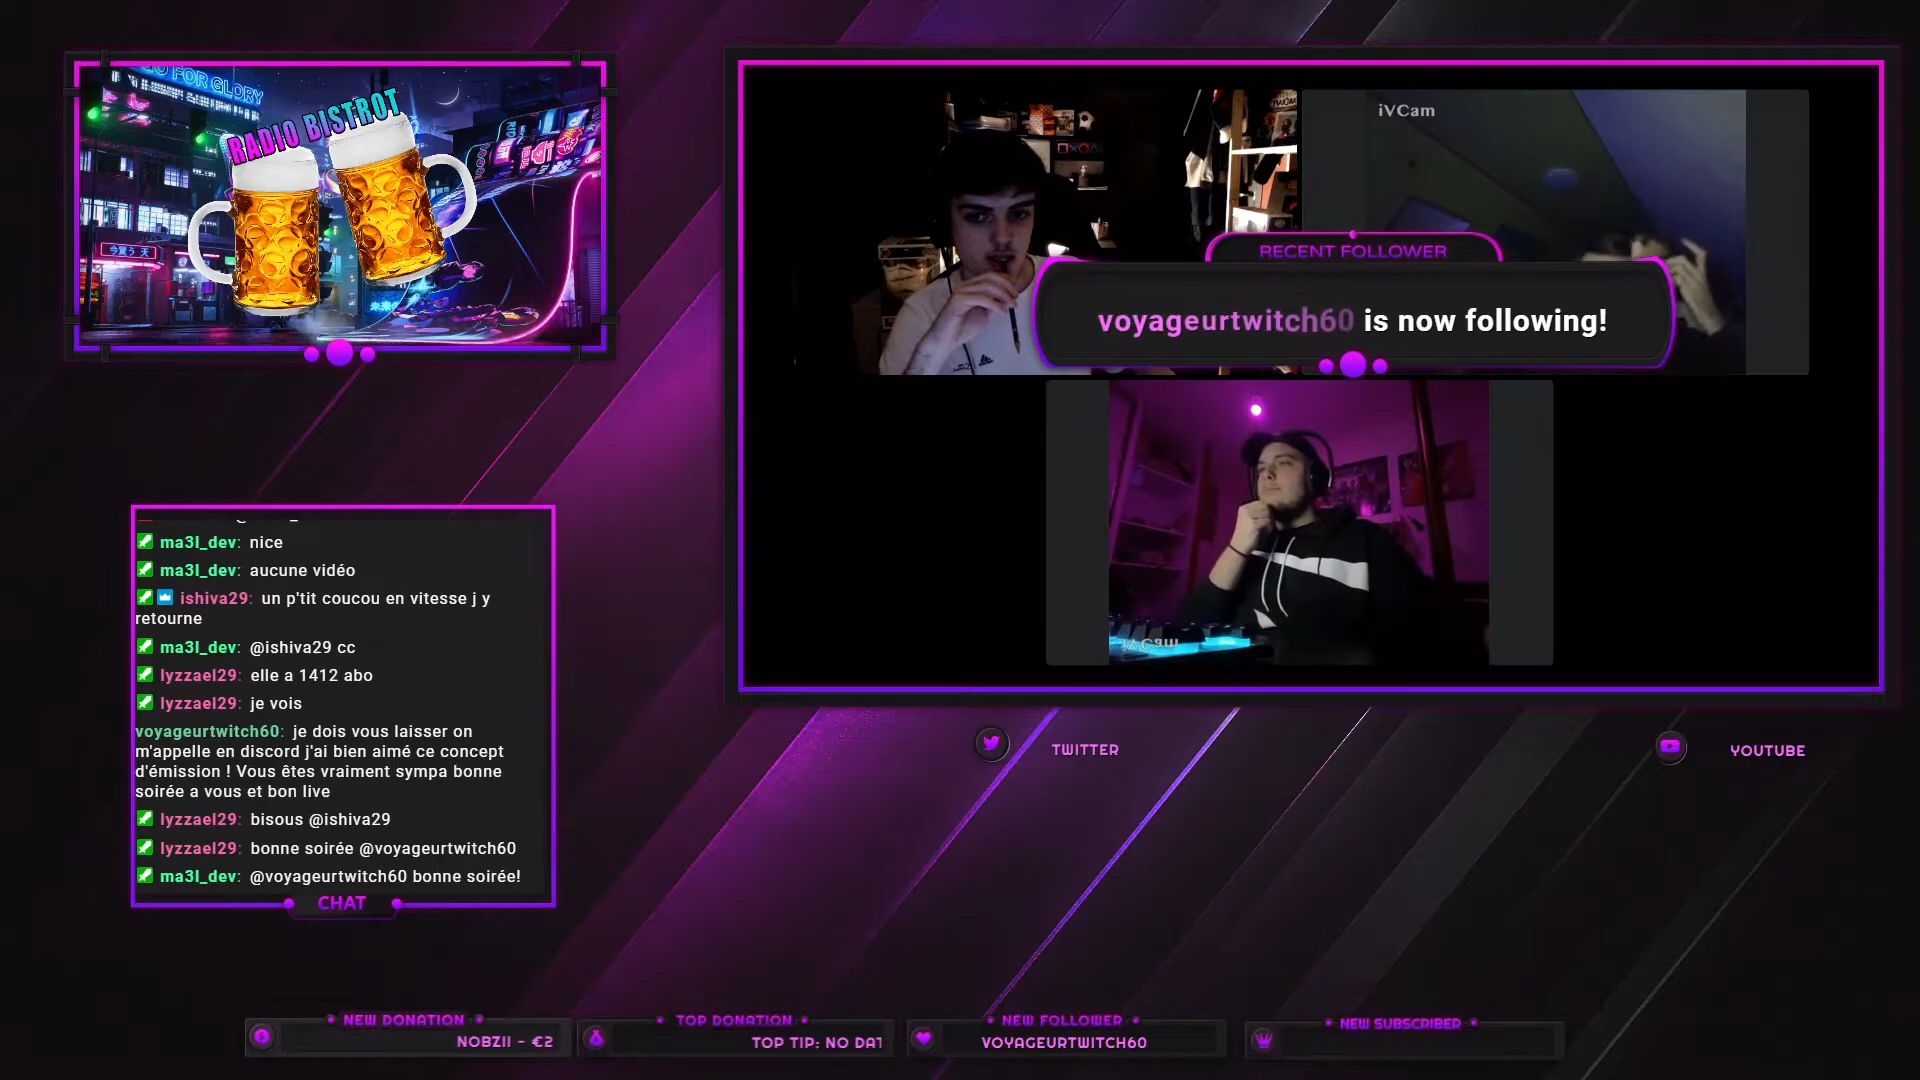 FOR GLORY
RADIO BISTROT
iVCam
RECENT FOLLOWER
voyageurtwitch60 is now following!
iVCam
ma3l_dev: nice
ma3l_dev: aucune vidéo
ishiva29: un p'tit coucou en vitesse j y
retourne
ma3l_dev: @ishiva29 cc
lyzzael29: elle a 1412 abo
lyzzael29: je vois
voyageurtwitch60: je dois vous laisser on
m'appelle en discord j'ai bien aimé ce concept
d'émission ! Vous êtes vraiment sympa bonne
soirée a vous et bon live
lyzzael29: bisous @ishiva29
lyzzael29: bonne soirée @voyageurtwitch60
ma3l_dev: @voyageurtwitch60 bonne soirée!
CHAT
TWITTER
YOUTUBE
NEW DONATION
NOBZII - €2
TOP DONATION
TOP TIP: NO DAT
NEW FOLLOWER
VOYAGEURTWITCH60
NEW SUBSCRIBER